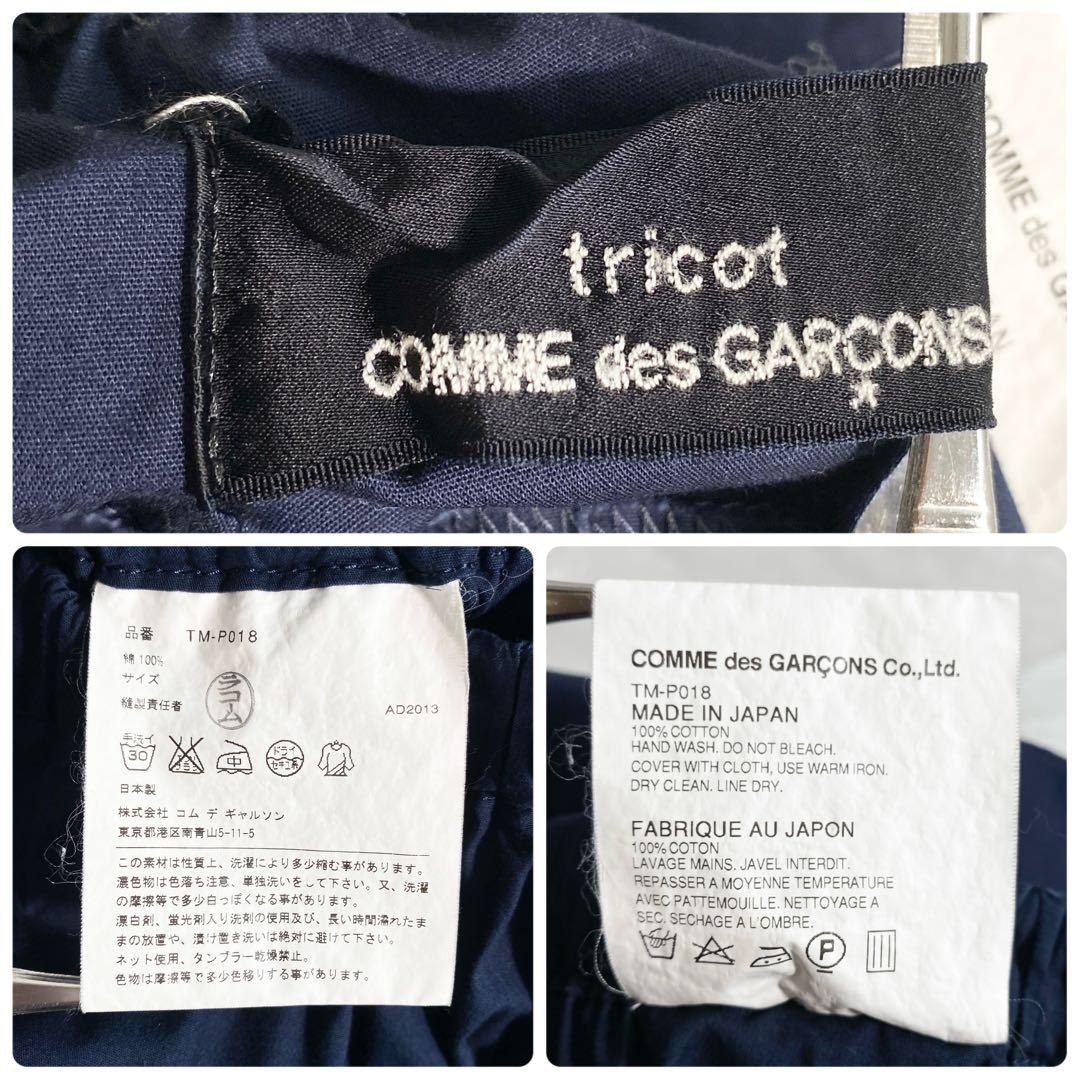 tricot
COMME des GARÇONS
*
COMME des G
AN
品番 TM-P018
綿 100%
サイズ
縫製責任者 ラコム AD2013
手洗イ
30 エンソサラシ 中 ドライ セキユ系
日本製
株式会社 コム デ ギャルソン
東京都港区南青山5-11-5
この素材は性質上、洗濯により多少縮む事があります。
濃色物は色落ち注意、単独洗いをして下さい。又、洗濯
の摩擦等で多少白っぽくなる事があります。
漂白剤、蛍光剤入り洗剤の使用及び、長い時間濡れたま
まの放置や、漬け置き洗いは絶対に避けて下さい。
ネット使用、タンブラー乾燥禁止。
色物は摩擦等で多少色移りする事があります。
COMME des GARÇONS Co.,Ltd.
TM-P018
MADE IN JAPAN
100% COTTON
HAND WASH. DO NOT BLEACH.
COVER WITH CLOTH, USE WARM IRON.
DRY CLEAN. LINE DRY.
FABRIQUE AU JAPON
100% COTON
LAVAGE MAINS. JAVEL INTERDIT.
REPASSER A MOYENNE TEMPERATURE
AVEC PATTEMOUILLE. NETTOYAGE A
SEC. SECHAGE A L'OMBRE.
P